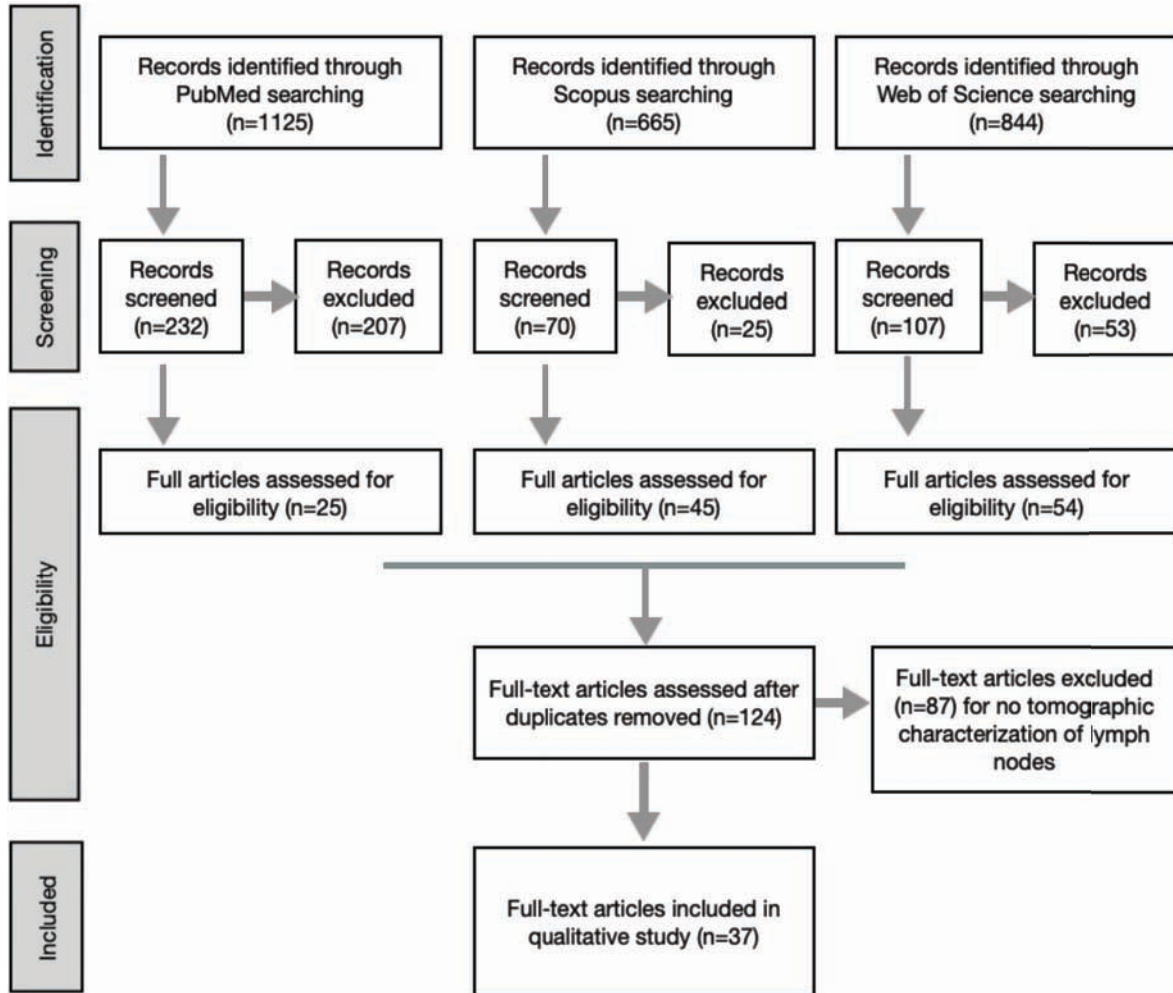 Identification
Records identified through
PubMed searching
(n=1125)
Records identified through
Scopus searching
(n=665)
Records identified through
Web of Science searching
(n=844)
Screening
Records
screened
(n=232)
Records
excluded
(n=207)
Records
screened
(n=70)
Records
excluded
(n=25)
Records
screened
(n=107)
Records
excluded
(n=53)
Eligibility
Full articles assessed for
eligibility (n=25)
Full articles assessed for
eligibility (n=45)
Full articles assessed for
eligibility (n=54)
Full-text articles assessed after
duplicates removed (n=124)
Full-text articles excluded
(n=87) for no tomographic
characterization of lymph
nodes
Included
Full-text articles included in
qualitative study (n=37)